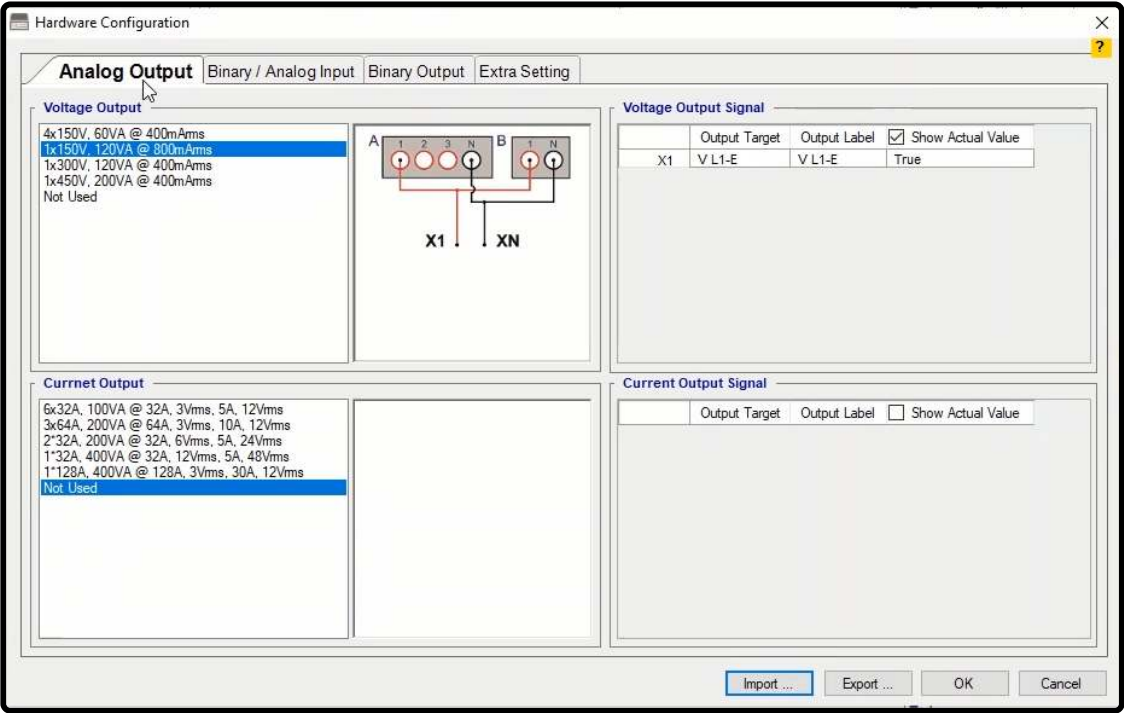 Hardware Configuration
?
Analog Output Binary / Analog Input Binary Output Extra Setting
Voltage Output
4x150V, 60VA @ 400mArms
1x150V, 120VA @ 800mArms
1x300V, 120VA @ 400mArms
1x450V, 200VA @ 400mArms
Not Used
A 1 2 3 N B 1 N
X1 XN
Voltage Output Signal
Output Target Output Label Show Actual Value
X1 V L1-E V L1-E True
Currnet Output
6x32A, 100VA @ 32A, 3Vrms, 5A, 12Vrms
3x64A, 200VA @ 64A, 3Vrms, 10A, 12Vrms
2*32A, 200VA @ 32A, 6Vrms, 5A, 24Vrms
1*32A, 400VA @ 32A, 12Vrms, 5A, 48Vrms
1*128A, 400VA @ 128A, 3Vrms, 30A, 12Vrms
Not Used
Current Output Signal
Output Target Output Label Show Actual Value
Import ... Export ... OK Cancel